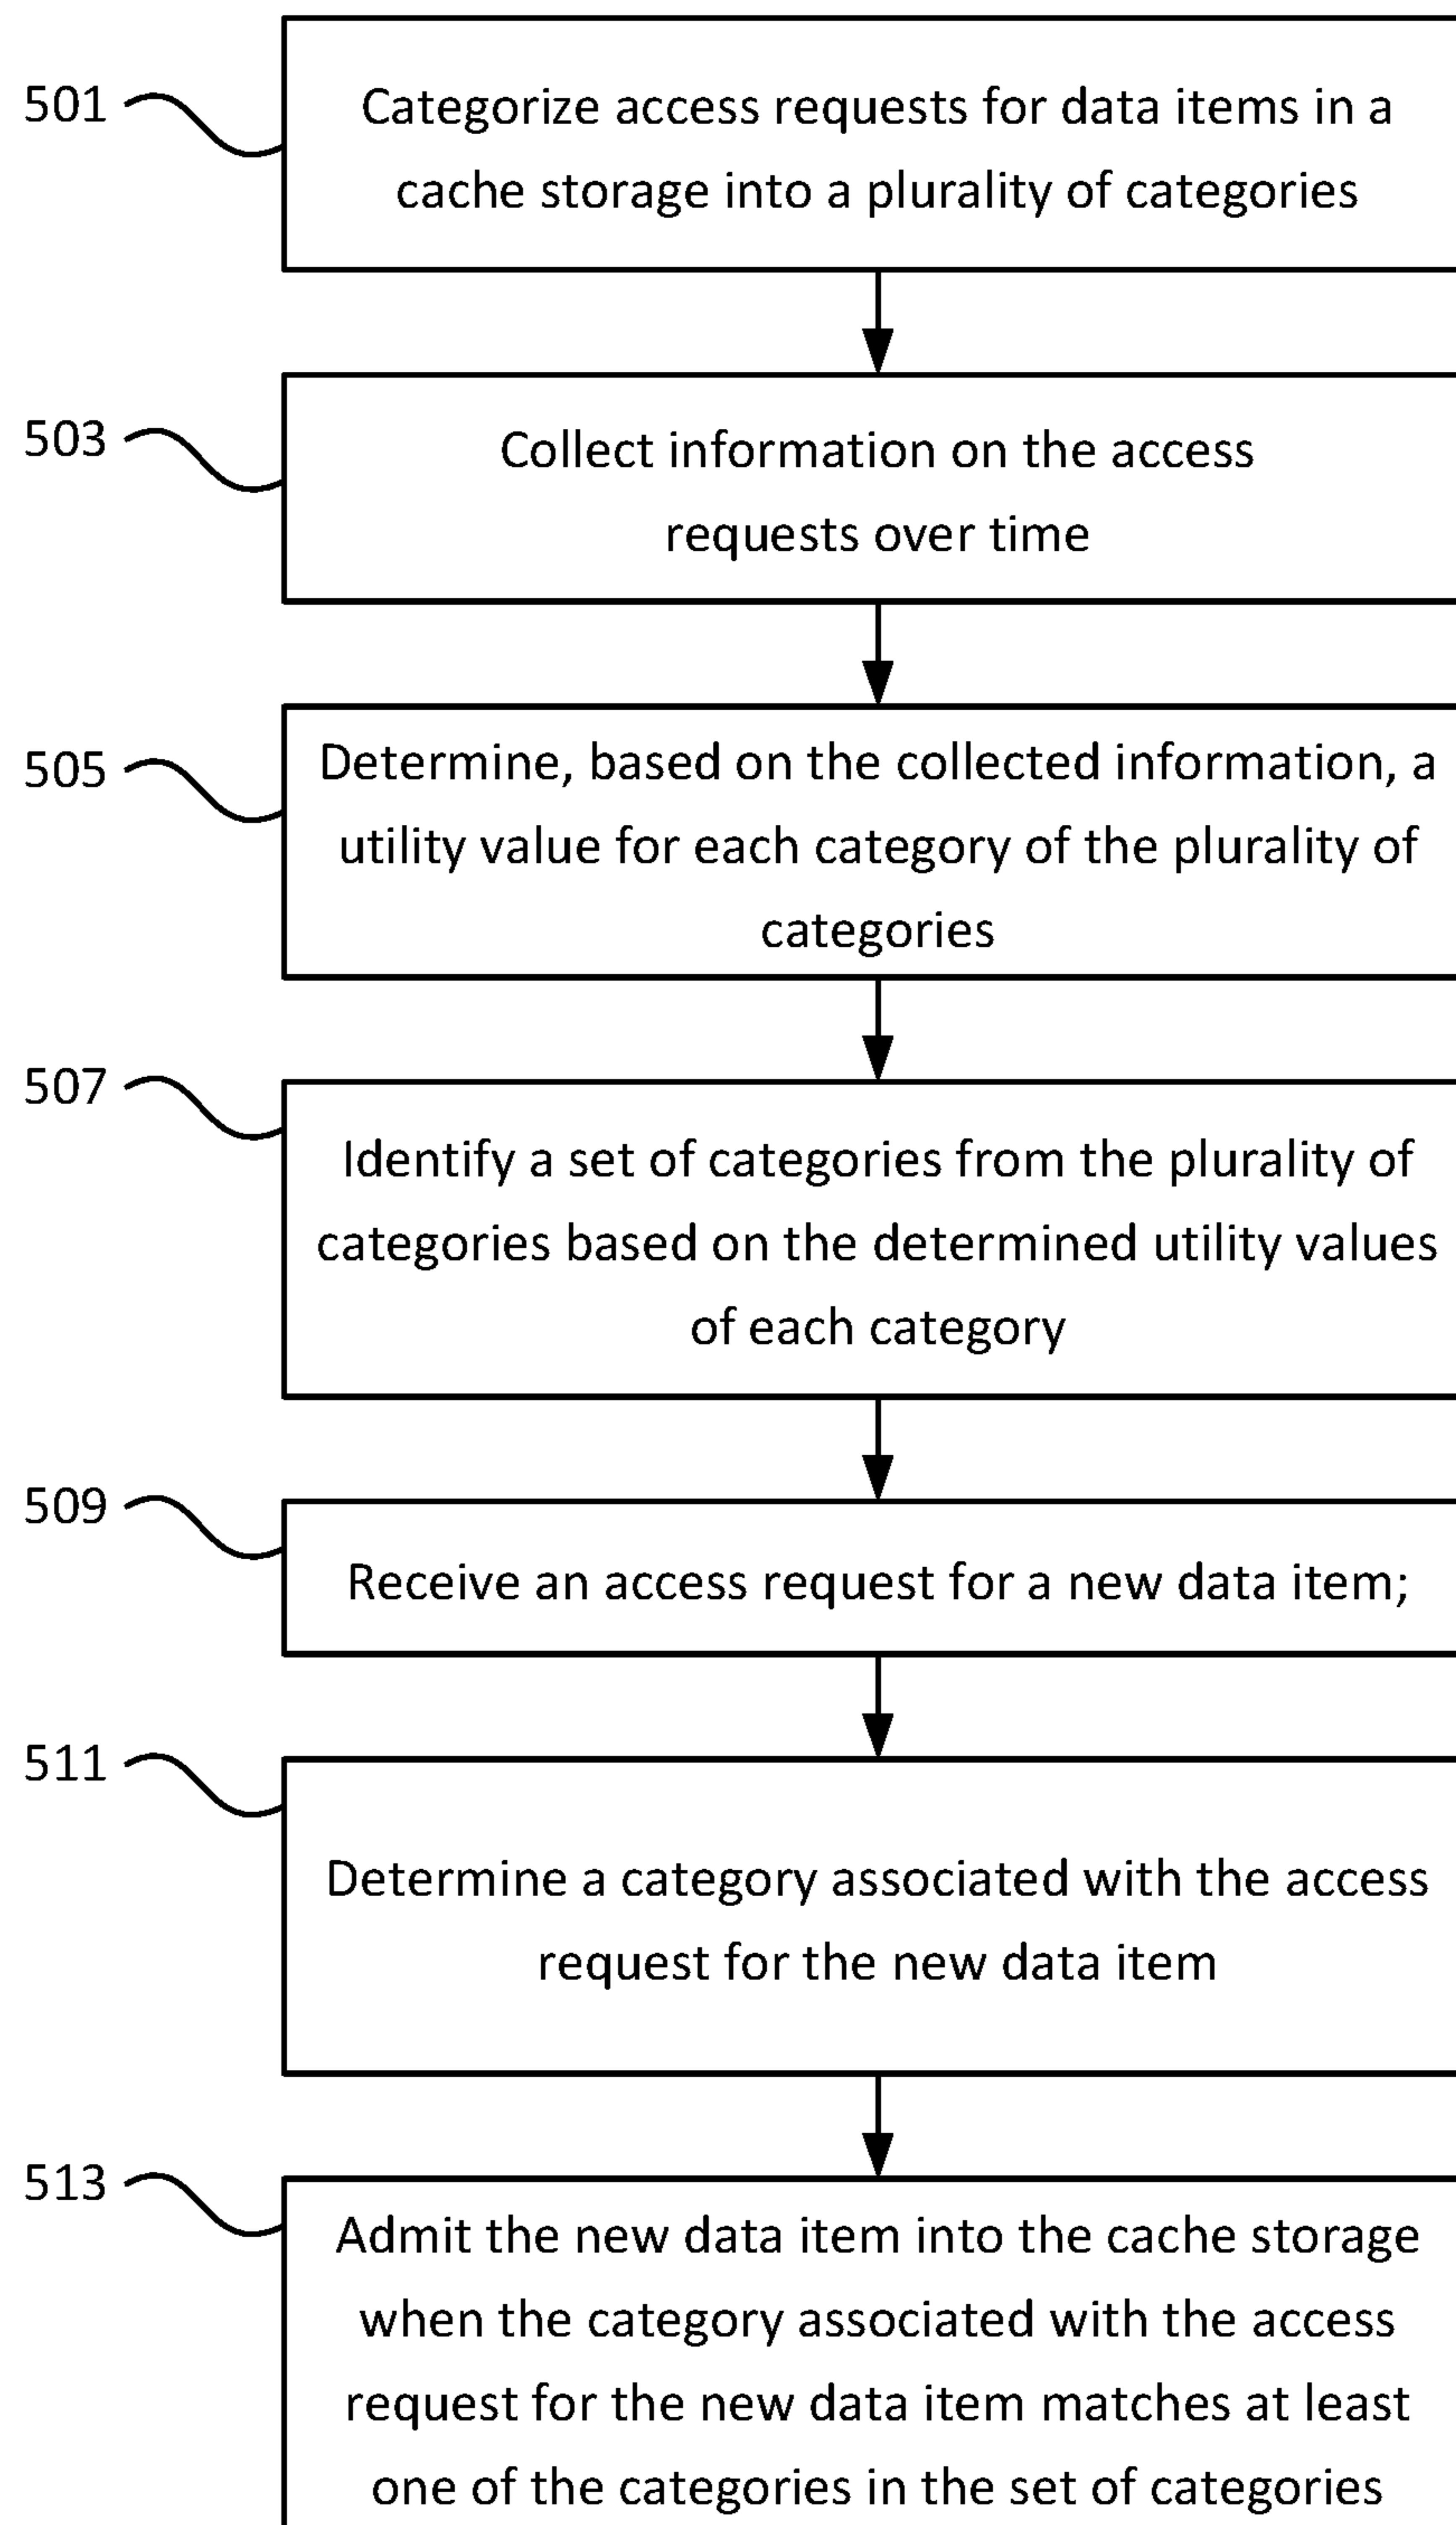 501
Categorize access requests for data items in a
cache storage into a plurality of categories
503
Collect information on the access
requests over time
505
Determine, based on the collected information, a
utility value for each category of the plurality of
categories
507
Identify a set of categories from the plurality of
categories based on the determined utility values
of each category
509
Receive an access request for a new data item;
511
Determine a category associated with the access
request for the new data item
513
Admit the new data item into the cache storage
when the category associated with the access
request for the new data item matches at least
one of the categories in the set of categories